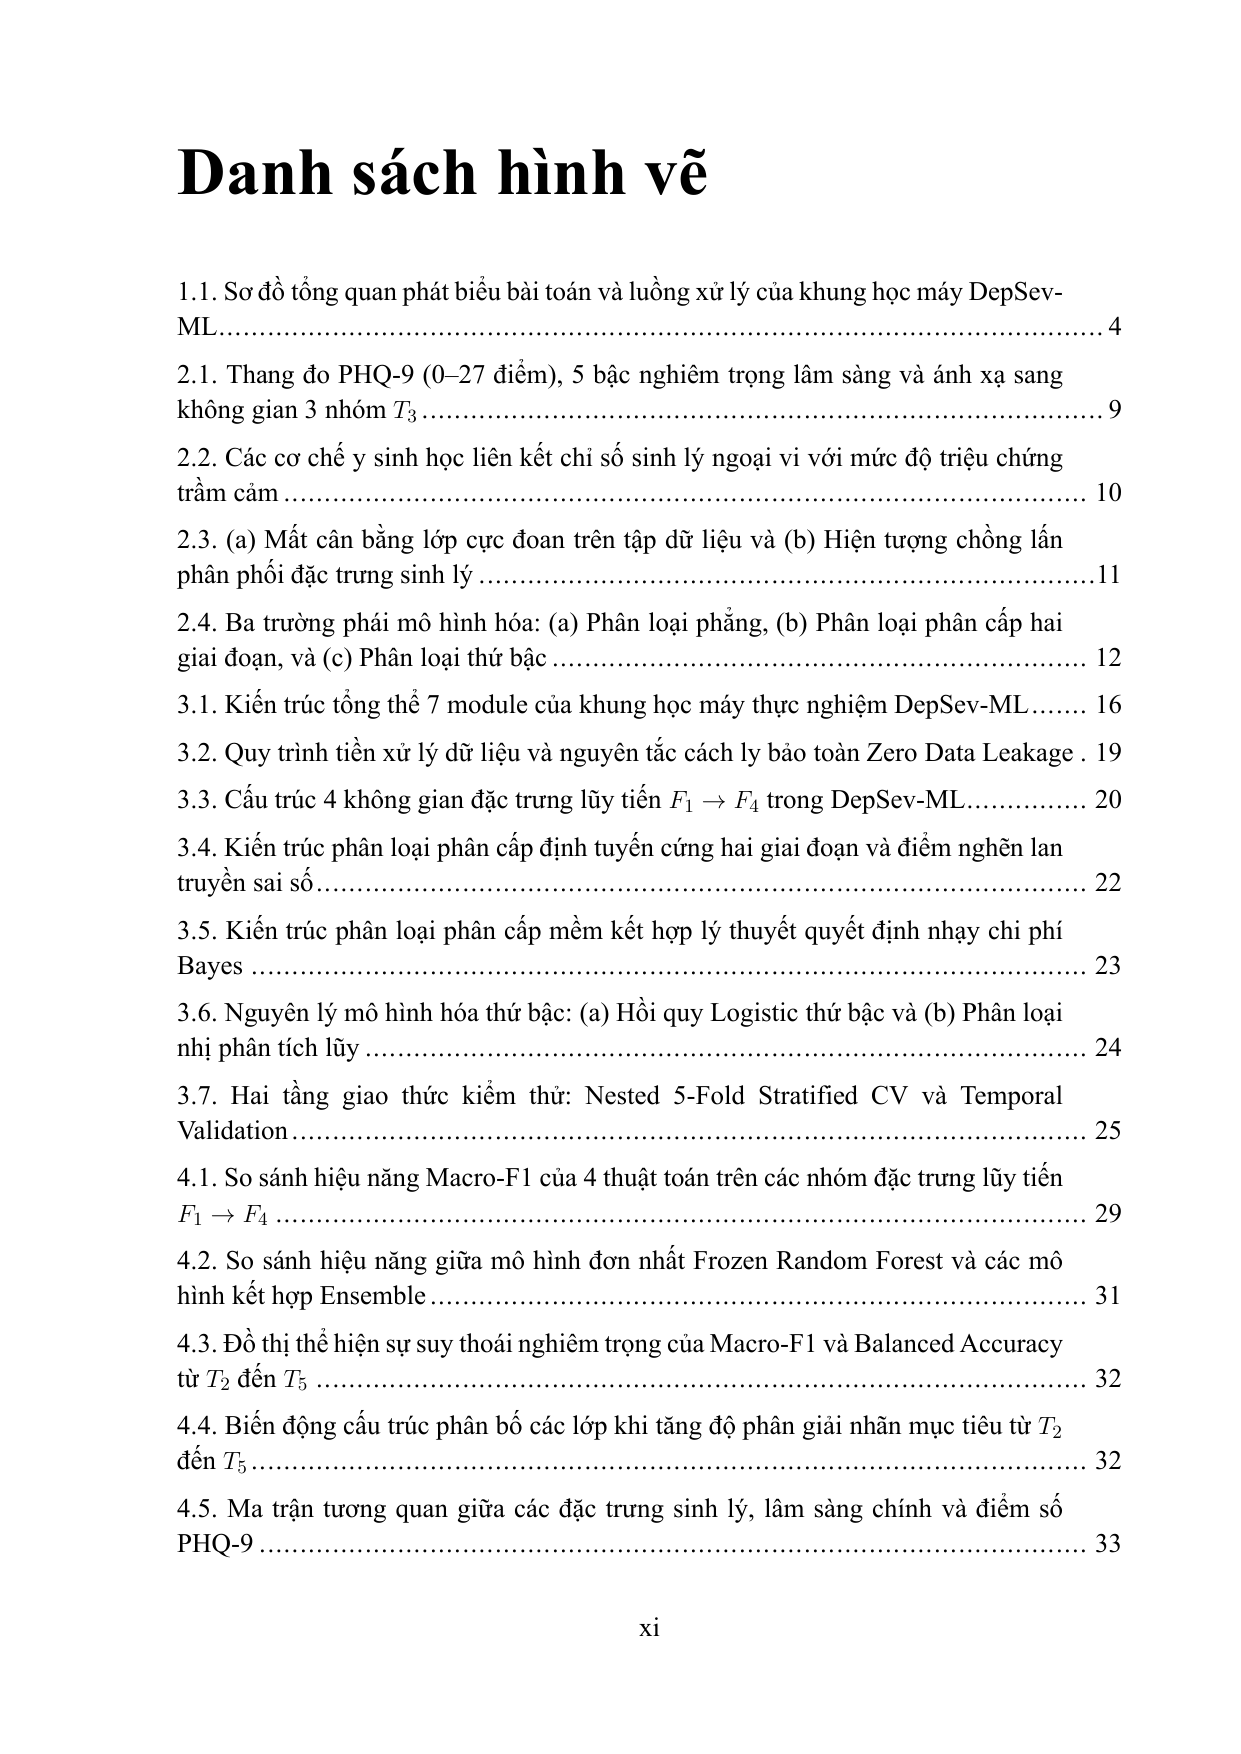 Danh sách hình vẽ
1.1. Sơ đồ tổng quan phát biểu bài toán và luồng xử lý của khung học máy DepSev-
ML........................................................................................................... 4
2.1. Thang đo PHQ-9 (0–27 điểm), 5 bậc nghiêm trọng lâm sàng và ánh xạ sang
không gian 3 nhóm T₃ .................................................................................. 9
2.2. Các cơ chế y sinh học liên kết chỉ số sinh lý ngoại vi với mức độ triệu chứng
trầm cảm .................................................................................................. 10
2.3. (a) Mất cân bằng lớp cực đoan trên tập dữ liệu và (b) Hiện tượng chồng lấn
phân phối đặc trưng sinh lý ...........................................................................11
2.4. Ba trường phái mô hình hóa: (a) Phân loại phẳng, (b) Phân loại phân cấp hai
giai đoạn, và (c) Phân loại thứ bậc ................................................................. 12
3.1. Kiến trúc tổng thể 7 module của khung học máy thực nghiệm DepSev-ML....... 16
3.2. Quy trình tiền xử lý dữ liệu và nguyên tắc cách ly bảo toàn Zero Data Leakage . 19
3.3. Cấu trúc 4 không gian đặc trưng lũy tiến F₁ → F₄ trong DepSev-ML............... 20
3.4. Kiến trúc phân loại phân cấp định tuyến cứng hai giai đoạn và điểm nghẽn lan
truyền sai số.............................................................................................. 22
3.5. Kiến trúc phân loại phân cấp mềm kết hợp lý thuyết quyết định nhạy chi phí
Bayes ...................................................................................................... 23
3.6. Nguyên lý mô hình hóa thứ bậc: (a) Hồi quy Logistic thứ bậc và (b) Phân loại
nhị phân tích lũy ........................................................................................ 24
3.7. Hai tầng giao thức kiểm thử: Nested 5-Fold Stratified CV và Temporal
Validation................................................................................................. 25
4.1. So sánh hiệu năng Macro-F1 của 4 thuật toán trên các nhóm đặc trưng lũy tiến
F₁ → F₄ ................................................................................................... 29
4.2. So sánh hiệu năng giữa mô hình đơn nhất Frozen Random Forest và các mô
hình kết hợp Ensemble ................................................................................ 31
4.3. Đồ thị thể hiện sự suy thoái nghiêm trọng của Macro-F1 và Balanced Accuracy
từ T₂ đến T₅ .............................................................................................. 32
4.4. Biến động cấu trúc phân bố các lớp khi tăng độ phân giải nhãn mục tiêu từ T₂
đến T₅...................................................................................................... 32
4.5. Ma trận tương quan giữa các đặc trưng sinh lý, lâm sàng chính và điểm số
PHQ-9 ..................................................................................................... 33
xi